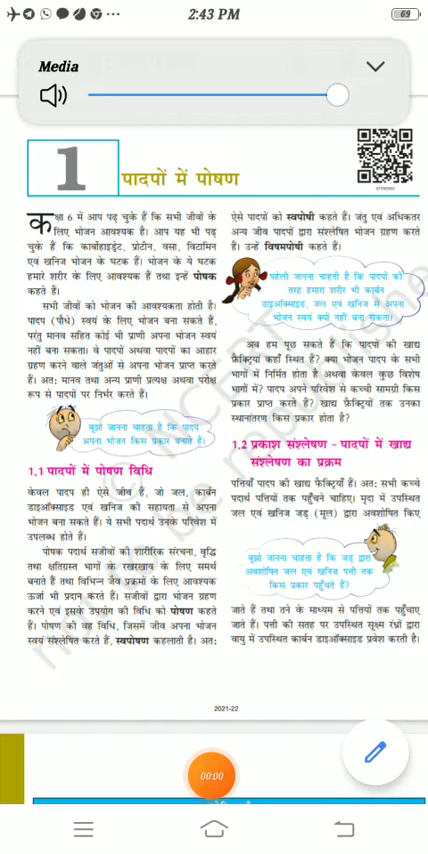 2:43 PM
69
Media
1
पादपों में पोषण
कक्षा 6 में आप पढ़ चुके हैं कि सभी जीवों के
लिए भोजन आवश्यक है। आप यह भी पढ़
चुके हैं कि कार्बोहाइड्रेट, प्रोटीन, वसा, विटामिन
एवं खनिज भोजन के घटक हैं। भोजन के ये घटक
हमारे शरीर के लिए आवश्यक हैं तथा इन्हें पोषक
कहते हैं।
सभी जीवों को भोजन की आवश्यकता होती है।
पादप (पौधे) स्वयं के लिए भोजन बना सकते हैं,
परंतु मानव सहित कोई भी प्राणी अपना भोजन स्वयं
नहीं बना सकता। वे पादपों अथवा पादपों का आहार
ग्रहण करने वाले जंतुओं से अपना भोजन प्राप्त करते
हैं। अत: मानव तथा अन्य प्राणी प्रत्यक्ष अथवा परोक्ष
रूप से पादपों पर निर्भर करते हैं।
बूझो जानना चाहता है कि पादप
अपना भोजन किस प्रकार बनाते हैं।
1.1 पादपों में पोषण विधि
केवल पादप ही ऐसे जीव हैं, जो जल, कार्बन
डाइऑक्साइड एवं खनिज की सहायता से अपना
भोजन बना सकते हैं। ये सभी पदार्थ उनके परिवेश में
उपलब्ध होते हैं।
पोषक पदार्थ सजीवों की शारीरिक संरचना, वृद्धि
तथा क्षतिग्रस्त भागों के रखरखाव के लिए समर्थ
बनाते हैं तथा विभिन्न जैव प्रक्रमों के लिए आवश्यक
ऊर्जा भी प्रदान करते हैं। सजीवों द्वारा भोजन ग्रहण
करने एवं इसके उपयोग की विधि को पोषण कहते
हैं। पोषण की वह विधि, जिसमें जीव अपना भोजन
स्वयं संश्लेषित करते हैं, स्वपोषण कहलाती है। अत:
ऐसे पादपों को स्वपोषी कहते हैं। जंतु एवं अधिकतर
अन्य जीव पादपों द्वारा संश्लेषित भोजन ग्रहण करते
हैं। उन्हें विषमपोषी कहते हैं।
पहेली जानना चाहती है कि पादपों की
तरह हमारा शरीर भी कार्बन
डाइऑक्साइड, जल एवं खनिज से अपना
भोजन स्वयं क्यों नहीं बना सकता।
अब हम पूछ सकते हैं कि पादपों की खाद्य
फ़ैक्ट्रियाँ कहाँ स्थित हैं? क्या भोजन पादप के सभी
भागों में निर्मित होता है अथवा केवल कुछ विशेष
भागों में? पादप अपने परिवेश से कच्ची सामग्री किस
प्रकार प्राप्त करते हैं? खाद्य फ़ैक्ट्रियों तक उनका
स्थानांतरण किस प्रकार होता है?
1.2 प्रकाश संश्लेषण – पादपों में खाद्य
संश्लेषण का प्रक्रम
पत्तियाँ पादप की खाद्य फ़ैक्ट्रियाँ हैं। अत: सभी कच्चे
पदार्थ पत्तियों तक पहुँचने चाहिए। मृदा में उपस्थित
जल एवं खनिज जड़ (मूल) द्वारा अवशोषित किए
बूझो जानना चाहता है कि जड़ द्वारा
अवशोषित जल एवं खनिज पत्ती तक
किस प्रकार पहुँचते हैं?
जाते हैं तथा तने के माध्यम से पत्तियों तक पहुँचाए
जाते हैं। पत्ती की सतह पर उपस्थित सूक्ष्म रंध्रों द्वारा
वायु में उपस्थित कार्बन डाइऑक्साइड प्रवेश करती है।
2021-22
00:00